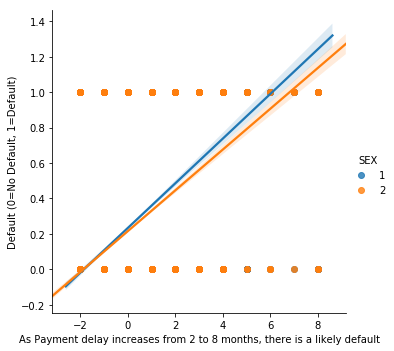 1.4
1.2
1.0
0.8
0.6
0.4
0.2
0.0
−0.2
Default (0=No Default, 1=Default)
−2 0 2 4 6 8
As Payment delay increases from 2 to 8 months, there is a likely default
SEX
1
2